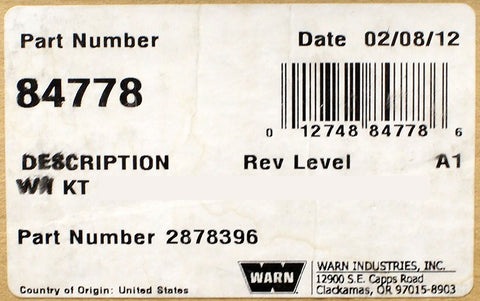 Part Number Date 02/08/12
84778
0 12748 84778 6
DESCRIPTION Rev Level A1
KT
Part Number 2878396
WARN
WARN INDUSTRIES, INC.
12900 S.E. Capps Road
Clackamas, OR 97015-8903
Country of Origin: United States